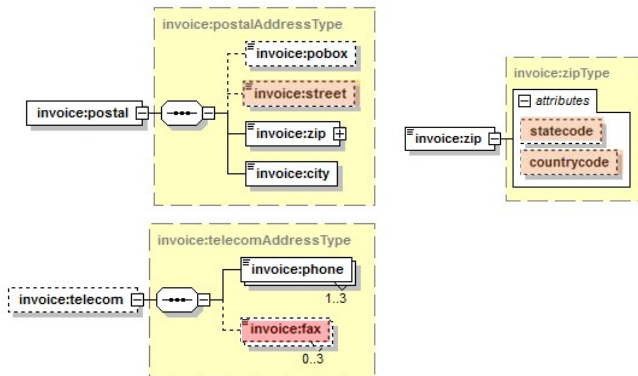 invoice:postalAddressType
invoice:pobox
invoice:street
invoice:postal
invoice:zip
invoice:city
invoice:zipType
attributes
statecode
invoice:zip
countrycode
invoice:telecomAddressType
invoice:phone
1..3
invoice:telecom
invoice:fax
0..3